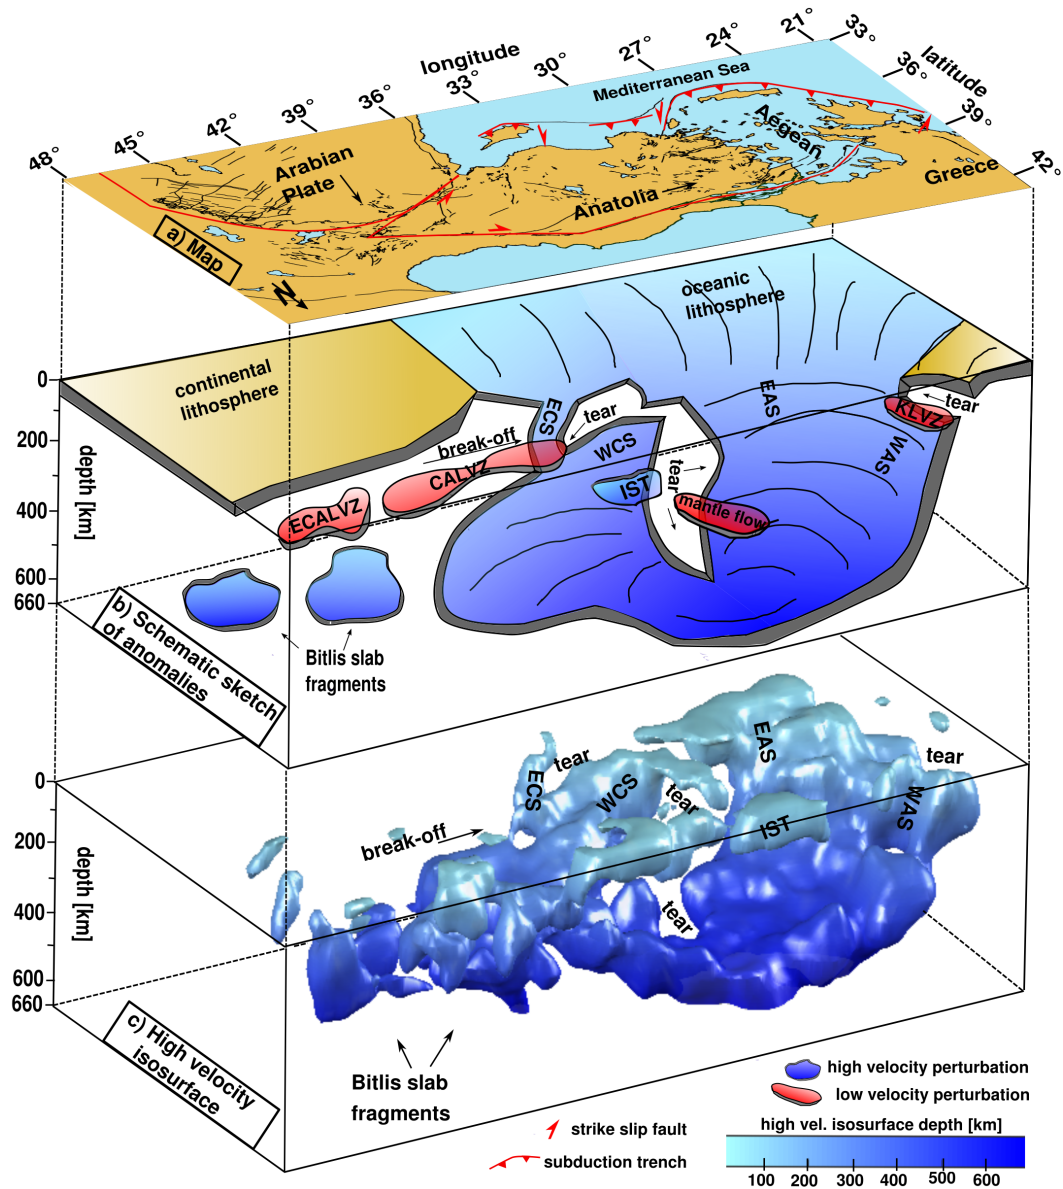 longitude
latitude
48°
45°
42°
39°
36°
33°
30°
27°
24°
21°
33°
36°
39°
42°
Mediterranean Sea
Aegean
Greece
Anatolia
Arabian
Plate
a) Map
N
continental
lithosphere
oceanic
lithosphere
0
200
400
600
660
depth [km]
break-off
ECS
tear
WCS
EAS
WAS
tear
KLVZ
CALVZ
ECALVZ
IST
tear
mantle flow
Bitlis slab
fragments
b) Schematic sketch
of anomalies
0
200
400
600
660
depth [km]
break-off
ECS
tear
WCS
tear
EAS
IST
WAS
tear
tear
Bitlis slab
fragments
c) High velocity
isosurface
high velocity perturbation
low velocity perturbation
strike slip fault
subduction trench
high vel. isosurface depth [km]
100 200 300 400 500 600